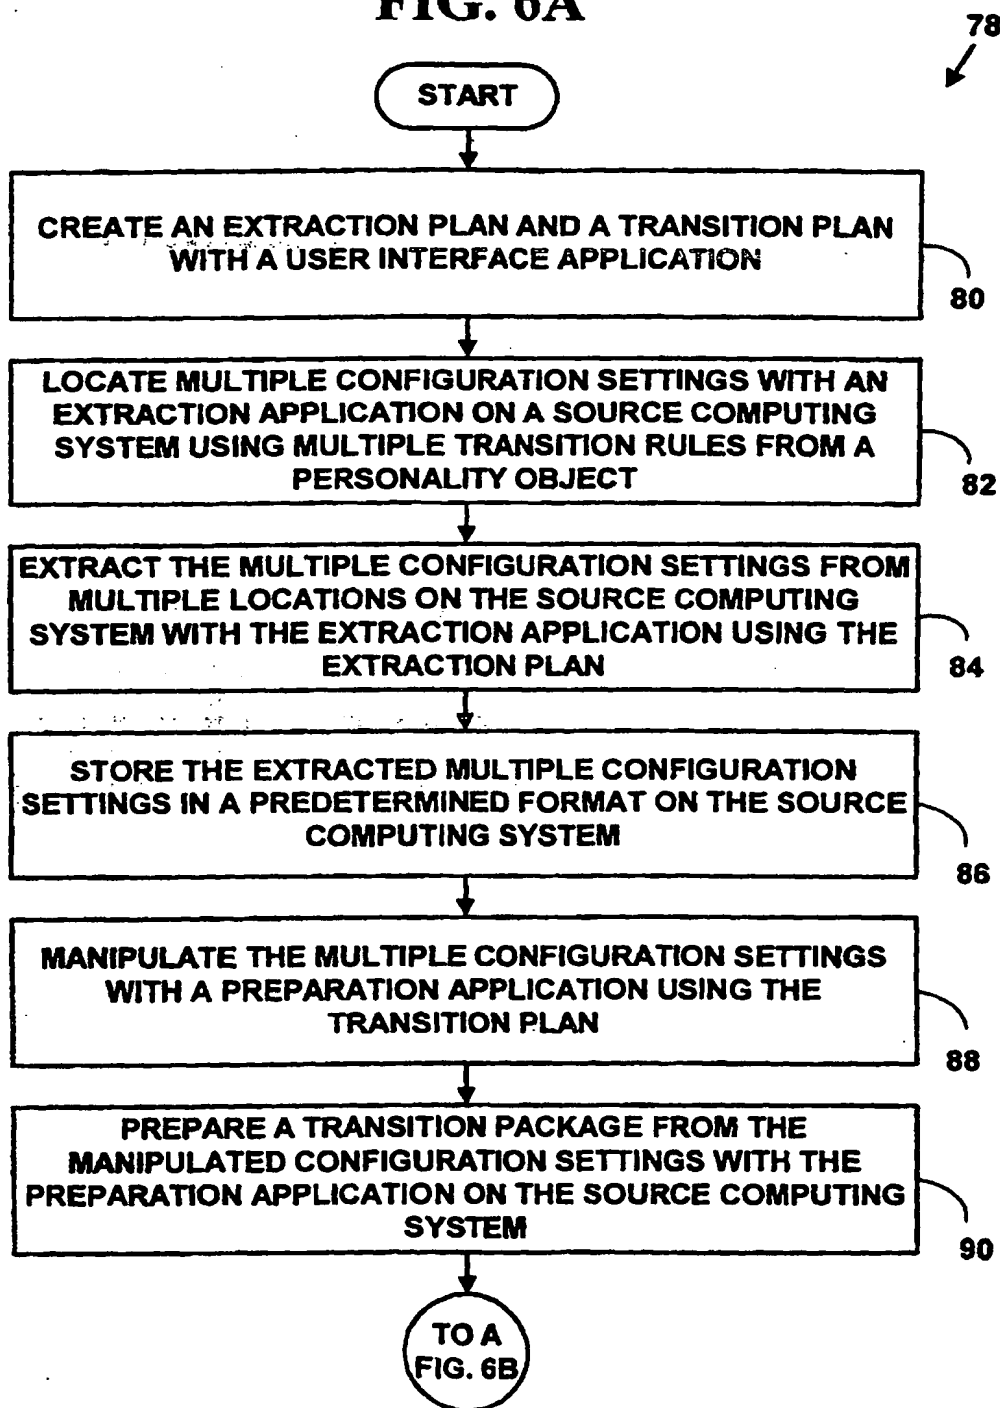 FIG. 6A
78
START
CREATE AN EXTRACTION PLAN AND A TRANSITION PLAN
WITH A USER INTERFACE APPLICATION
80
LOCATE MULTIPLE CONFIGURATION SETTINGS WITH AN
EXTRACTION APPLICATION ON A SOURCE COMPUTING
SYSTEM USING MULTIPLE TRANSITION RULES FROM A
PERSONALITY OBJECT
82
EXTRACT THE MULTIPLE CONFIGURATION SETTINGS FROM
MULTIPLE LOCATIONS ON THE SOURCE COMPUTING
SYSTEM WITH THE EXTRACTION APPLICATION USING THE
EXTRACTION PLAN
84
STORE THE EXTRACTED MULTIPLE CONFIGURATION
SETTINGS IN A PREDETERMINED FORMAT ON THE SOURCE
COMPUTING SYSTEM
86
MANIPULATE THE MULTIPLE CONFIGURATION SETTINGS
WITH A PREPARATION APPLICATION USING THE
TRANSITION PLAN
88
PREPARE A TRANSITION PACKAGE FROM THE
MANIPULATED CONFIGURATION SETTINGS WITH THE
PREPARATION APPLICATION ON THE SOURCE COMPUTING
SYSTEM
90
TO A
FIG. 6B